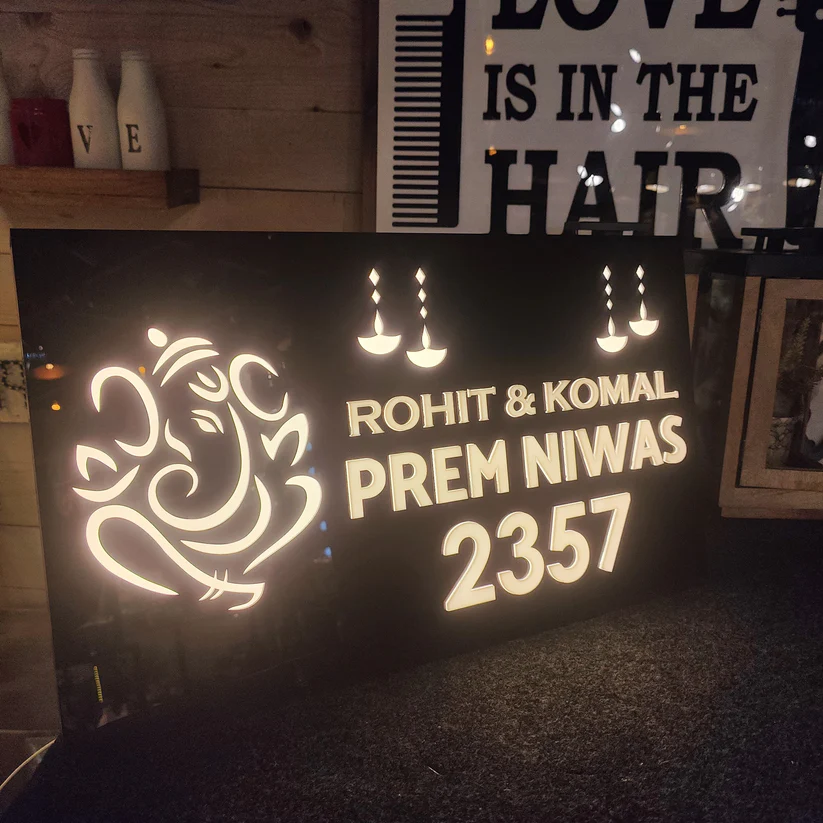 LOVE
IS IN THE
HAIR
V E
ROHIT & KOMAL
PREM NIWAS
2357